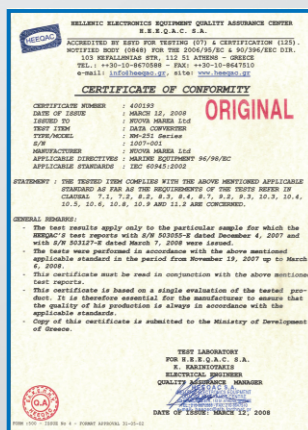 HELLENIC ELECTRONICS EQUIPMENT QUALITY ASSURANCE CENTER
H.E.E.Q.A.C. S.A.
HEEQAC
ACCREDITED BY ESYD FOR TESTING (07) & CERTIFICATION (125).
NOTIFIED BODY (0848) FOR THE 2006/95/EC & 90/396/EEC DIR.
103 KEFALLENIAS STR., 112 51 ATHENS
TEL.: ++30-10-8670588 - FAX: ++30-10-8647510
e-mail: info@heeqac.gr, site: www.heeqac.gr
CERTIFICATE OF CONFORMITY
ORIGINAL
CERTIFICATE NUMBER : 400193
DATE OF ISSUE : MARCH 12, 2008
ISSUED TO : NUOVA MAREA Ltd
TEST ITEM : DATA CONVERTER
TYPE/MODEL : NM-251 Series
S/N : 1007-001
MANUFACTURER : NUOVA MAREA Ltd
APPLICABLE DIRECTIVES : MARINE EQUIPMENT 96/98/EC
APPLICABLE STANDARDS : IEC 60945:2002
STATEMENT : THE TESTED ITEM COMPLIES WITH THE ABOVE MENTIONED APPLICABLE
STANDARD AS FAR AS THE REQUIREMENTS OF THE TESTS REFER IN
CLAUSAL 7.1, 7.2, 8.2, 8.3, 8.4, 8.7, 9.2, 9.3, 10.3, 10.4,
10.5, 10.6, 10.8, 10.9 AND 11.2 ARE CONCERNED.
GENERAL REMARKS:
- The test results apply only to the particular sample for which the
HEEQAC'S test reports with S/N 503055-E dated December 4, 2007 and
with S/N 503127-E dated March 7, 2008 were issued.
- The tests were performed in accordance with the above mentioned
applicable standard in the period from November 19, 2007 up to March
6, 2008.
- This certificate must be read in conjunction with the above mentioned
test reports.
- This certificate is based on a single evaluation of the tested pro-
duct. It is therefore essential for the manufacturer to ensure that
the quality of his production is always in accordance with the
applicable standards.
- Copy of this certificate is submitted to the Ministry of Development
of Greece.
TEST LABORATORY
FOR H.E.E.Q.A.C. S.A.
K. KARINIOTAKIS
ELECTRICAL ENGINEER
QUALITY ASSURANCE MANAGER
HEEQAC S.A.
DATE OF ISSUE: MARCH 12, 2008
HEEQAC